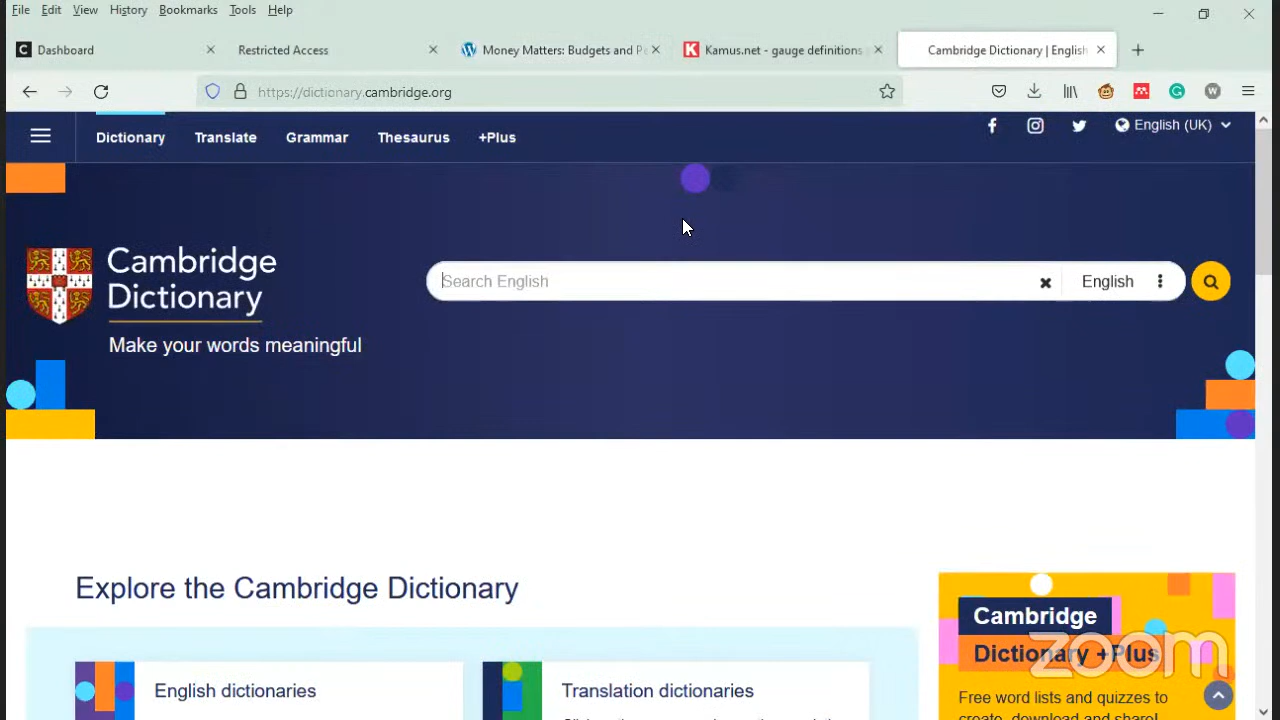 File Edit View History Bookmarks Tools Help
Dashboard
Restricted Access
Money Matters: Budgets and Pe
Kamus.net - gauge definitions
Cambridge Dictionary | English
https://dictionary.cambridge.org
Dictionary Translate Grammar Thesaurus +Plus
English (UK)
Cambridge
Dictionary
Make your words meaningful
Search English
English
Explore the Cambridge Dictionary
English dictionaries
Translation dictionaries
Cambridge
Dictionary +Plus
zoom
Free word lists and quizzes to
create, download and share!